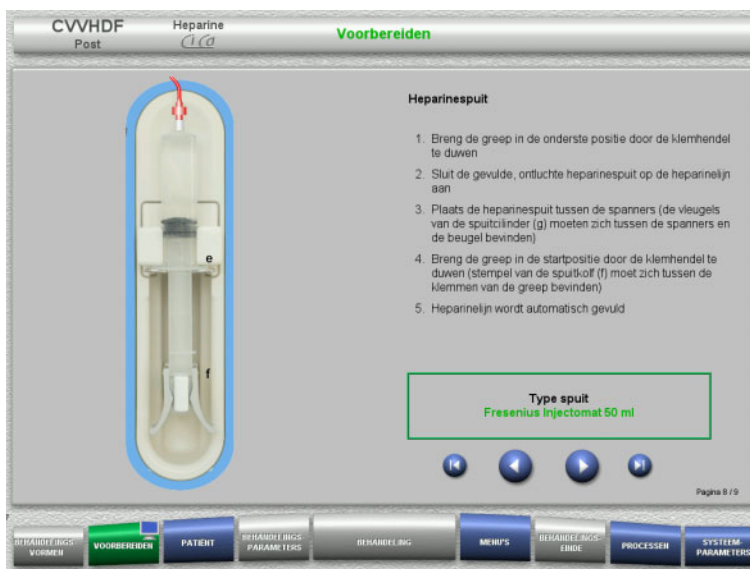 CVVHDF
Post
Heparine
Ci Ca
Voorbereiden
e
f
Heparinespuit
1. Breng de greep in de onderste positie door de klemhendel
te duwen
2. Sluit de gevulde, ontluchte heparinespuit op de heparinelijn
aan
3. Plaats de heparinespuit tussen de spanners (de vleugels
van de spuitcilinder (g) moeten zich tussen de spanners en
de beugel bevinden)
4. Breng de greep in de startpositie door de klemhendel te
duwen (stempel van de spuitkolf (f) moet zich tussen de
klemmen van de greep bevinden)
5. Heparinelijn wordt automatisch gevuld
Type spuit
Fresenius Injectomat 50 ml
Pagina 8 / 9
BEHANDELINGS-
VORMEN
VOORBEREIDEN
PATIËNT
BEHANDELINGS-
PARAMETERS
BEHANDELING
MENU'S
BEHANDELINGS-
EINDE
PROCESSEN
SYSTEEM-
PARAMETERS